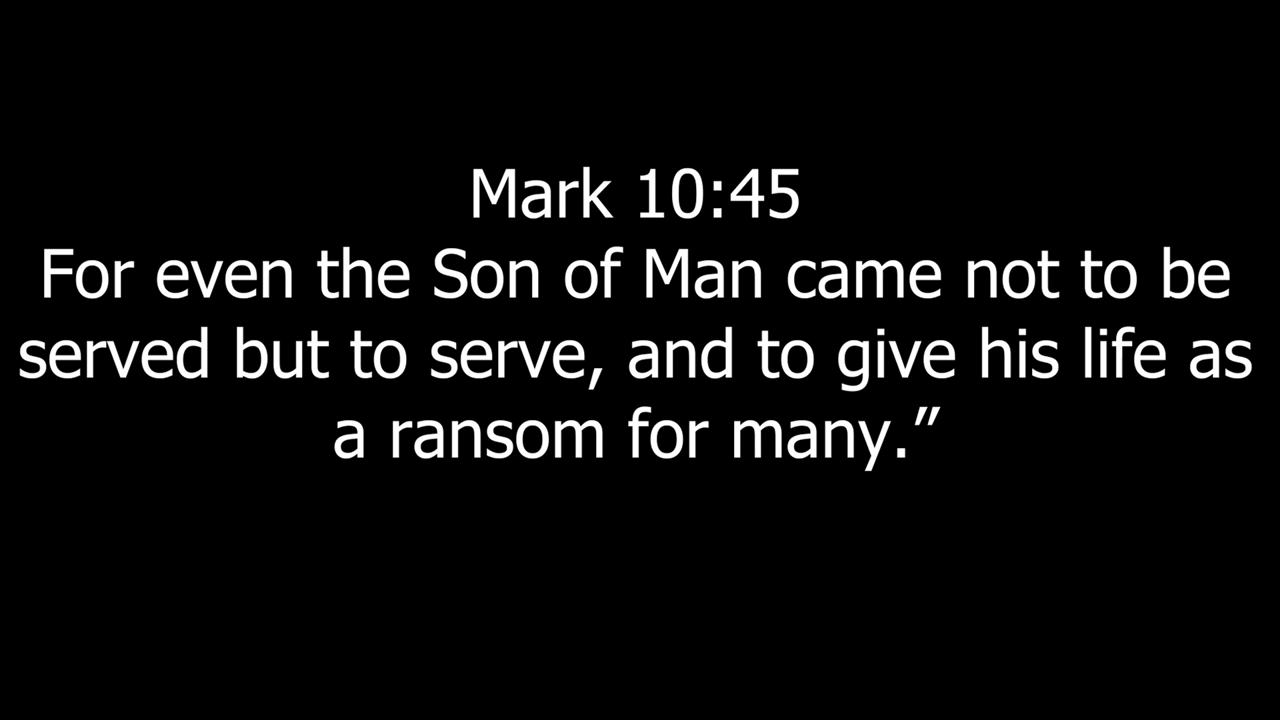 Mark 10:45
For even the Son of Man came not to be
served but to serve, and to give his life as
a ransom for many.”